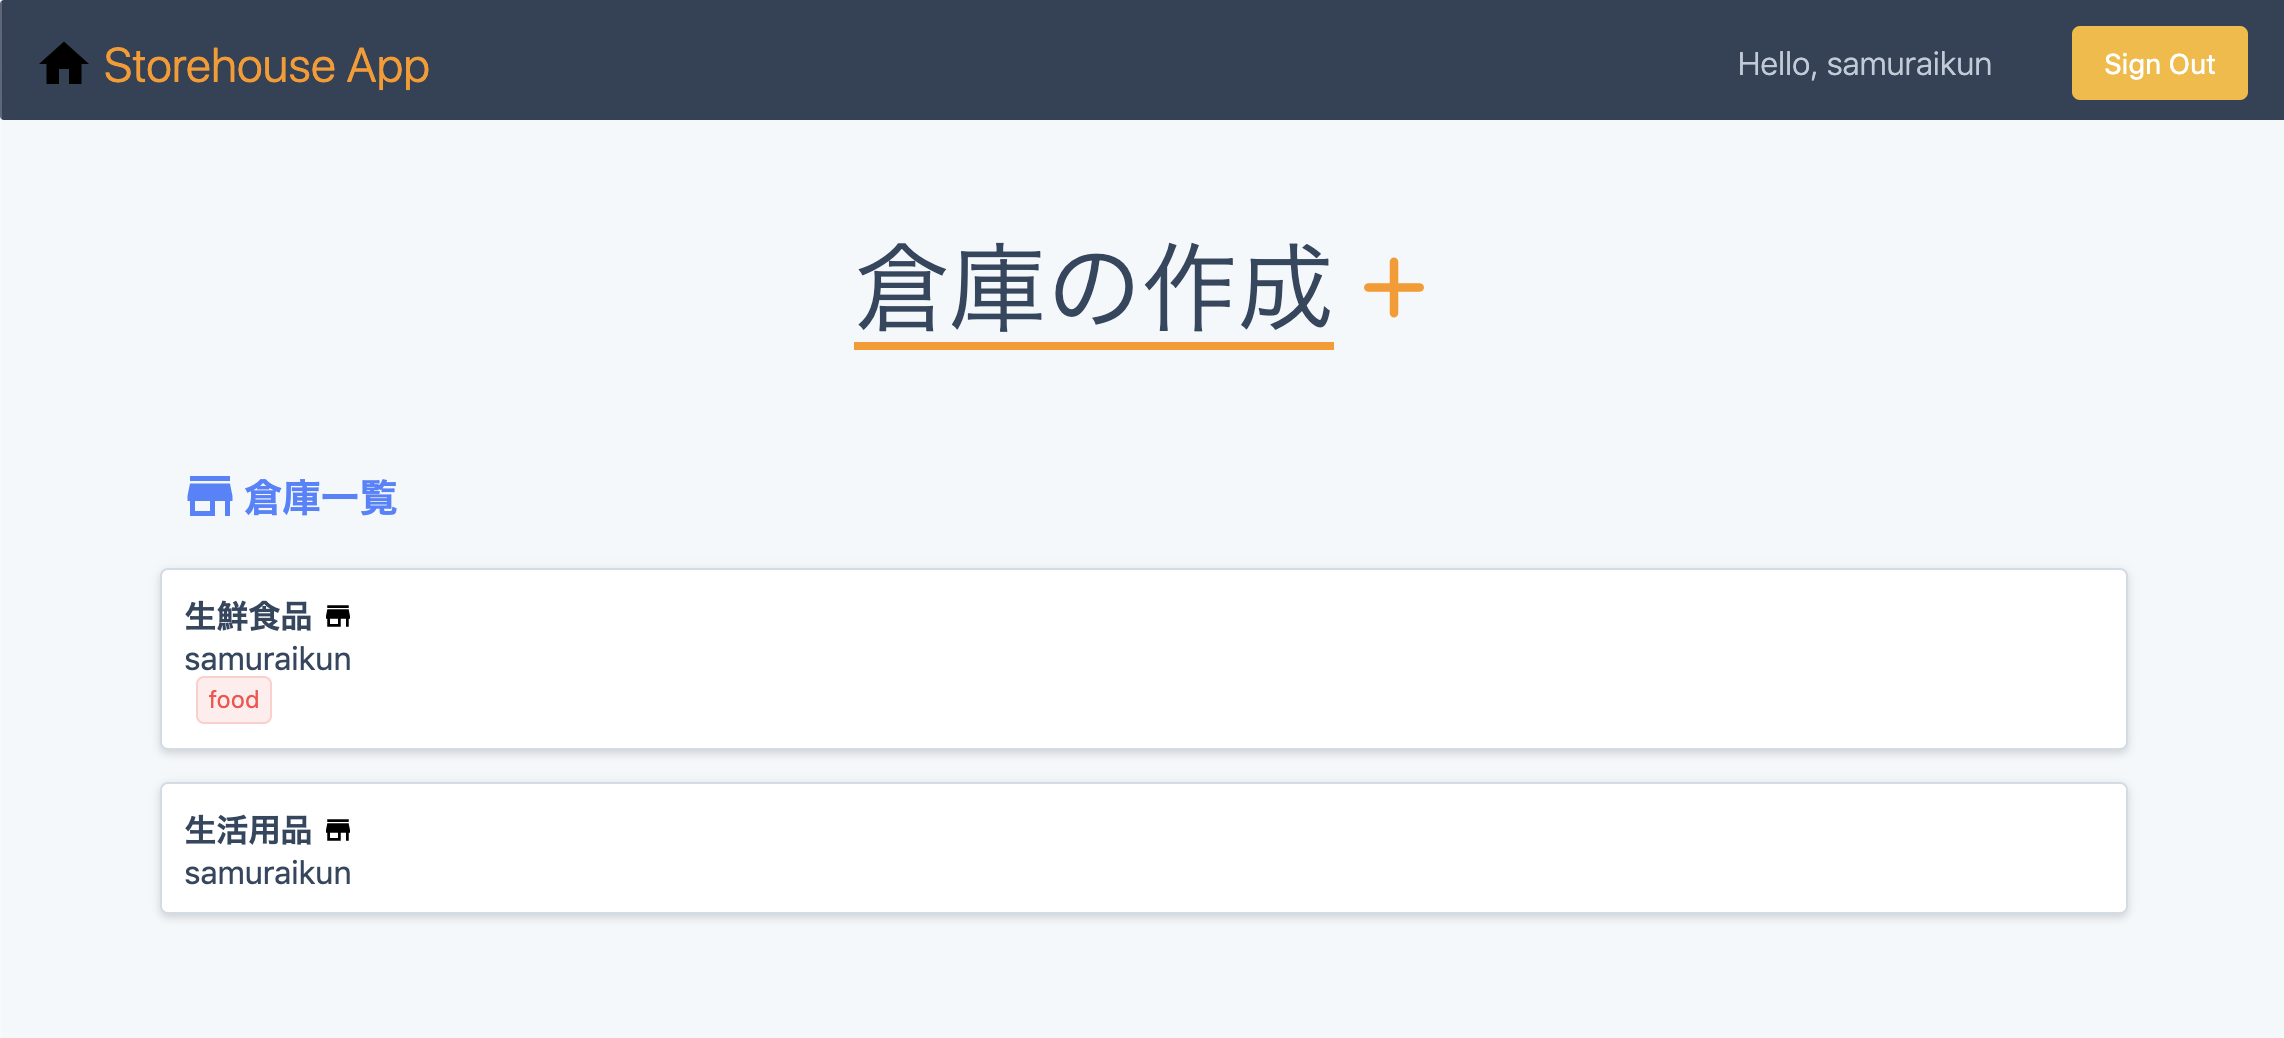 Storehouse App
Hello, samuraikun
Sign Out
倉庫の作成 +
倉庫一覧
生鮮食品
samuraikun
food
生活用品
samuraikun